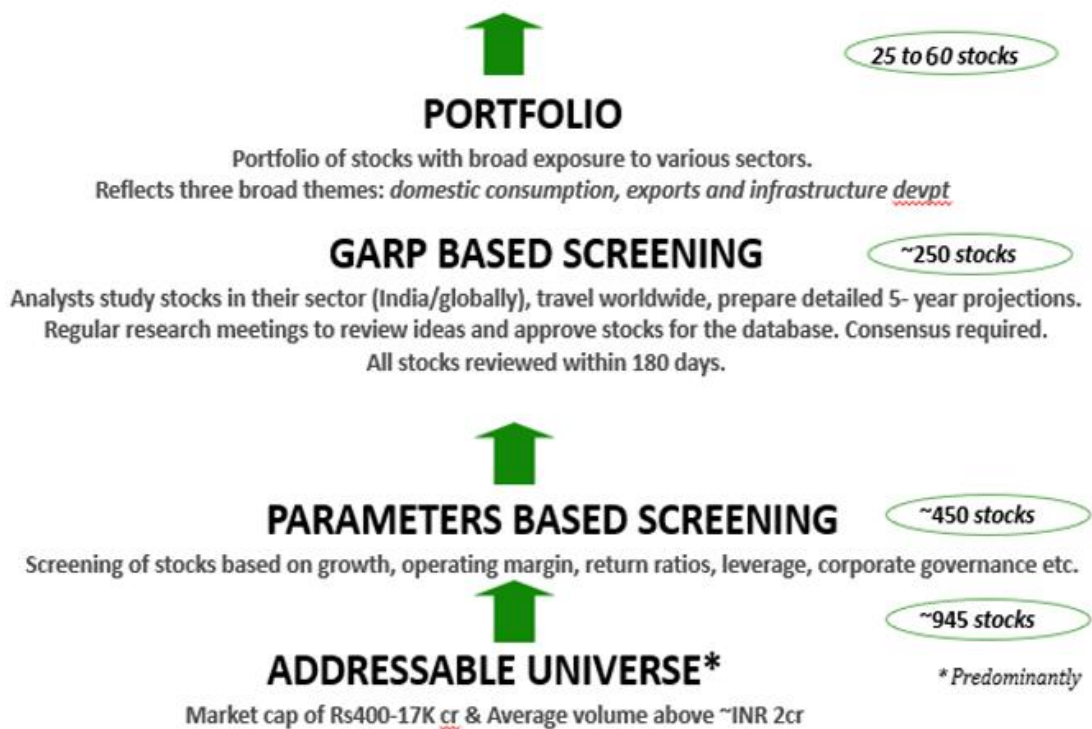 25 to 60 stocks
PORTFOLIO
Portfolio of stocks with broad exposure to various sectors.
Reflects three broad themes: domestic consumption, exports and infrastructure devpt
GARP BASED SCREENING
~250 stocks
Analysts study stocks in their sector (India/globally), travel worldwide, prepare detailed 5- year projections.
Regular research meetings to review ideas and approve stocks for the database. Consensus required.
All stocks reviewed within 180 days.
PARAMETERS BASED SCREENING
~450 stocks
Screening of stocks based on growth, operating margin, return ratios, leverage, corporate governance etc.
~945 stocks
ADDRESSABLE UNIVERSE*
* Predominantly
Market cap of Rs400-17K cr & Average volume above ~INR 2cr